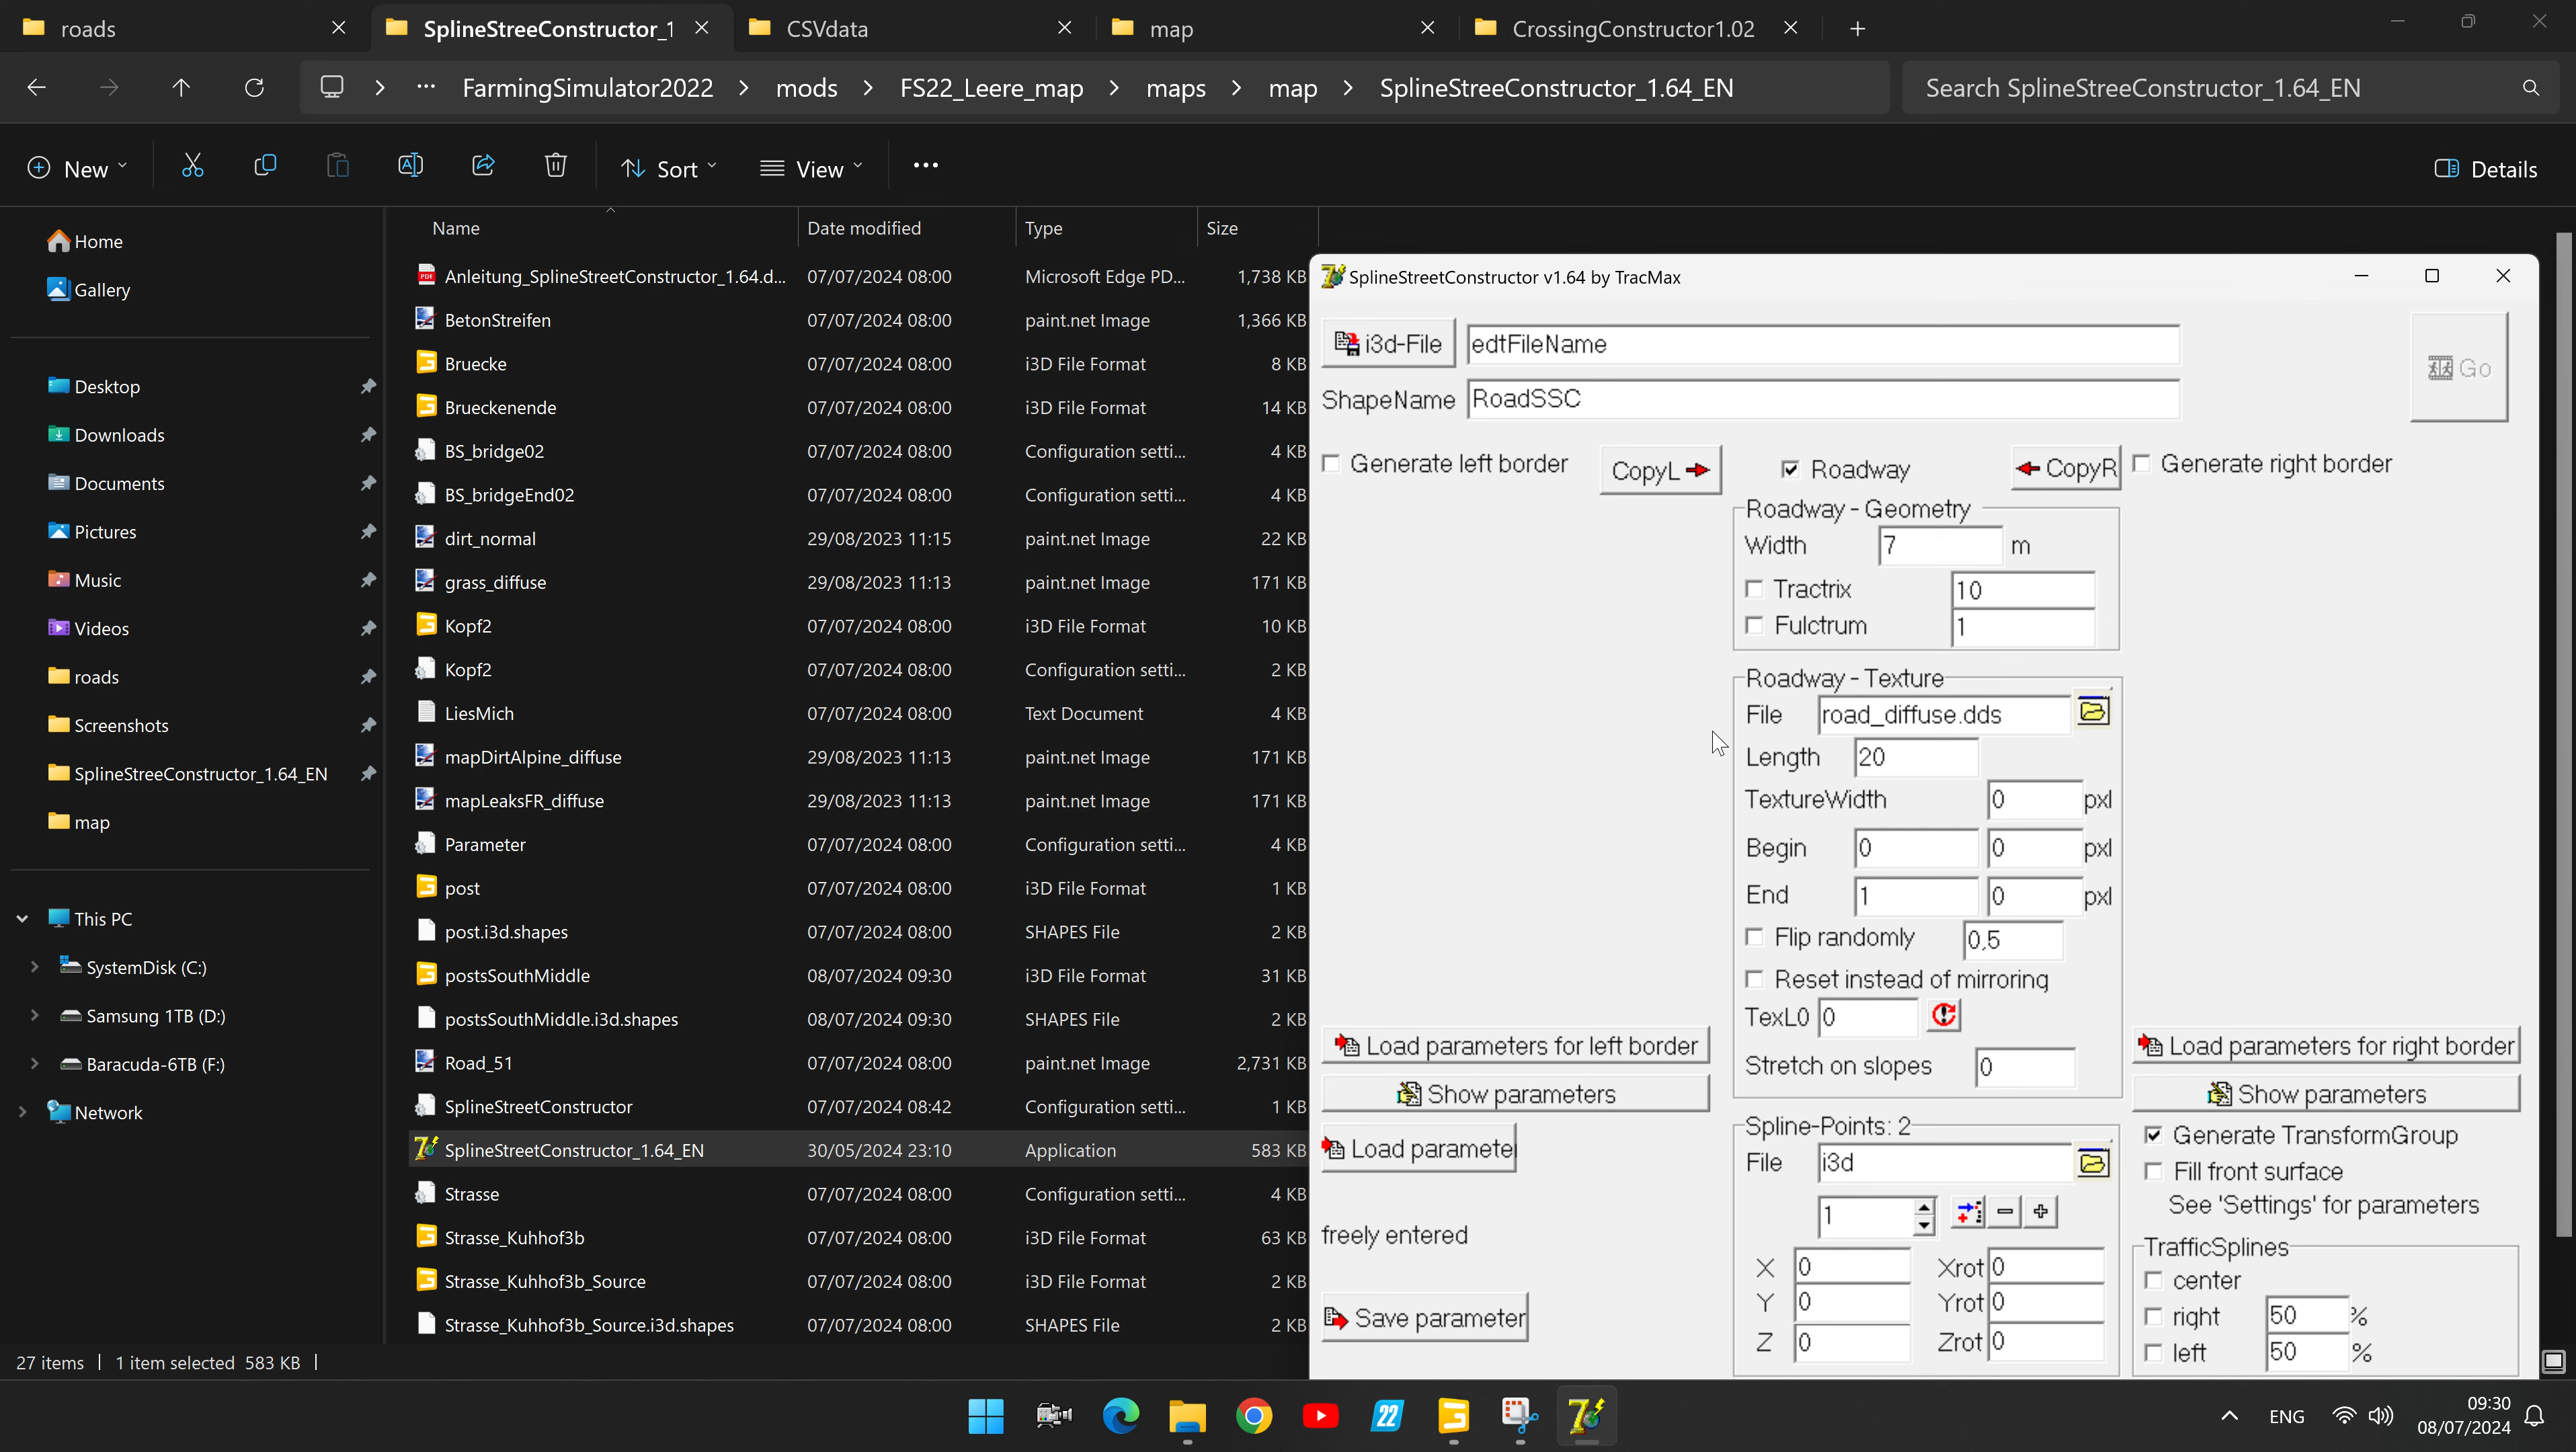 roads
SplineStreeConstructor_1
CSVdata
map
CrossingConstructor1.02
FarmingSimulator2022 mods FS22_Leere_map maps map SplineStreeConstructor_1.64_EN
Search SplineStreeConstructor_1.64_EN
New
Sort
View
Details
Home
Gallery
Desktop
Downloads
Documents
Pictures
Music
Videos
roads
Screenshots
SplineStreeConstructor_1.64_EN
map
This PC
SystemDisk (C:)
Samsung 1TB (D:)
Baracuda-6TB (F:)
Network
Name Date modified Type Size
Anleitung_SplineStreetConstructor_1.64.d... 07/07/2024 08:00 Microsoft Edge PD... 1,738 KB
BetonStreifen 07/07/2024 08:00 paint.net Image 1,366 KB
Bruecke 07/07/2024 08:00 i3D File Format 8 KB
Brueckenende 07/07/2024 08:00 i3D File Format 14 KB
BS_bridge02 07/07/2024 08:00 Configuration setti... 4 KB
BS_bridgeEnd02 07/07/2024 08:00 Configuration setti... 4 KB
dirt_normal 29/08/2023 11:15 paint.net Image 22 KB
grass_diffuse 29/08/2023 11:13 paint.net Image 171 KB
Kopf2 07/07/2024 08:00 i3D File Format 10 KB
Kopf2 07/07/2024 08:00 Configuration setti... 2 KB
LiesMich 07/07/2024 08:00 Text Document 4 KB
mapDirtAlpine_diffuse 29/08/2023 11:13 paint.net Image 171 KB
mapLeaksFR_diffuse 29/08/2023 11:13 paint.net Image 171 KB
Parameter 07/07/2024 08:00 Configuration setti... 4 KB
post 07/07/2024 08:00 i3D File Format 1 KB
post.i3d.shapes 07/07/2024 08:00 SHAPES File 2 KB
postsSouthMiddle 08/07/2024 09:30 i3D File Format 31 KB
postsSouthMiddle.i3d.shapes 08/07/2024 09:30 SHAPES File 2 KB
Road_51 07/07/2024 08:00 paint.net Image 2,731 KB
SplineStreetConstructor 07/07/2024 08:42 Configuration setti... 1 KB
SplineStreetConstructor_1.64_EN 30/05/2024 23:10 Application 583 KB
Strasse 07/07/2024 08:00 Configuration setti... 4 KB
Strasse_Kuhhof3b 07/07/2024 08:00 i3D File Format 63 KB
Strasse_Kuhhof3b_Source 07/07/2024 08:00 i3D File Format 2 KB
Strasse_Kuhhof3b_Source.i3d.shapes 07/07/2024 08:00 SHAPES File 2 KB
27 items 1 item selected 583 KB
SplineStreetConstructor v1.64 by TracMax
i3d-File edtFileName
Go
ShapeName RoadSSC
Generate left border
CopyL
Roadway
CopyR
Generate right border
Roadway - Geometry
Width 7 m
Tractrix 10
Fulctrum 1
Roadway - Texture
File road_diffuse.dds
Length 20
TextureWidth 0 pxl
Begin 0 0 pxl
End 1 0 pxl
Flip randomly 0,5
Reset instead of mirroring
TexL0 0
Stretch on slopes 0
Load parameters for left border
Show parameters
Load parameter
freely entered
Save parameter
Spline-Points: 2
File i3d
1
X 0 Xrot 0
Y 0 Yrot 0
Z 0 Zrot 0
Load parameters for right border
Show parameters
Generate TransformGroup
Fill front surface
See 'Settings' for parameters
TrafficSplines
center
right 50 %
left 50 %
22
ENG
09:30
08/07/2024